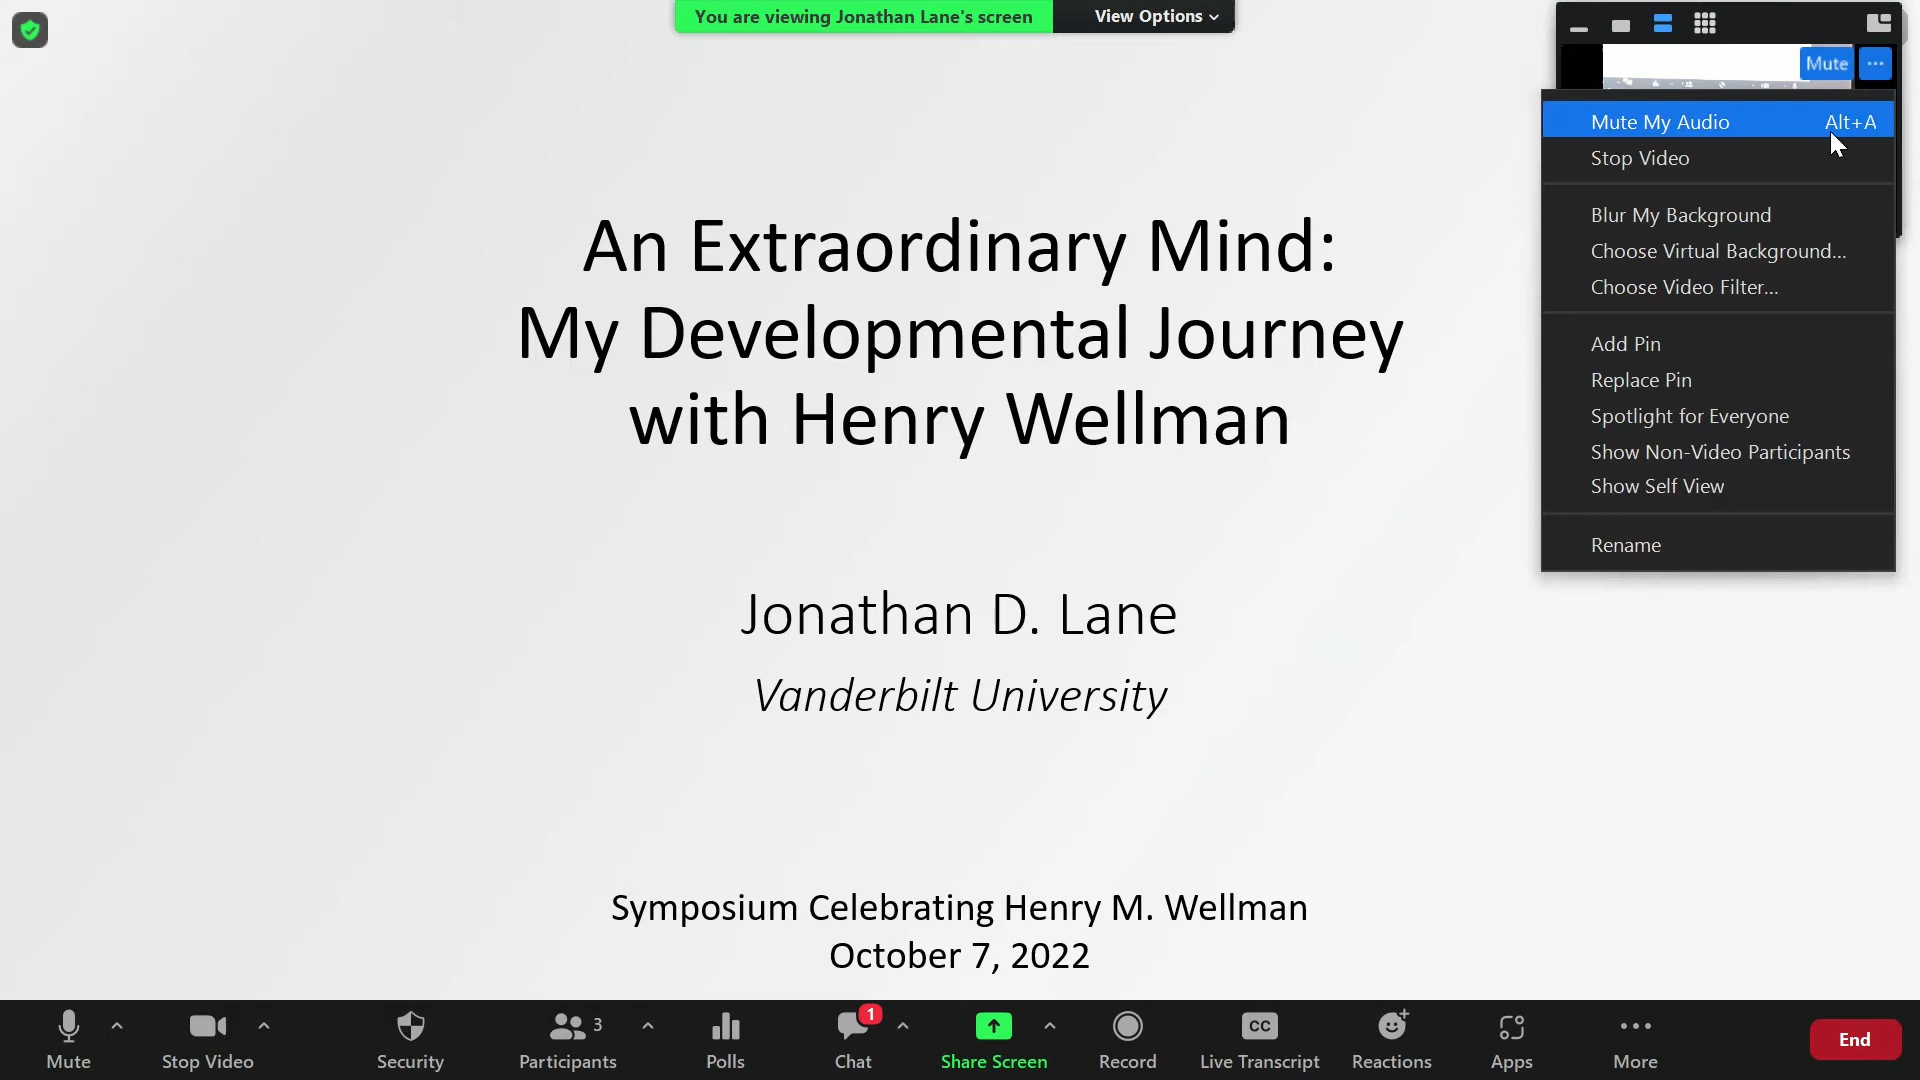 You are viewing Jonathan Lane's screen
View Options
Mute
...
Mute My Audio Alt+A
Stop Video
Blur My Background
Choose Virtual Background...
Choose Video Filter...
Add Pin
Replace Pin
Spotlight for Everyone
Show Non-Video Participants
Show Self View
Rename
An Extraordinary Mind:
My Developmental Journey
with Henry Wellman
Jonathan D. Lane
Vanderbilt University
Symposium Celebrating Henry M. Wellman
October 7, 2022
Mute
Stop Video
Security
3
Participants
Polls
1
Chat
Share Screen
Record
CC
Live Transcript
Reactions
Apps
More
End